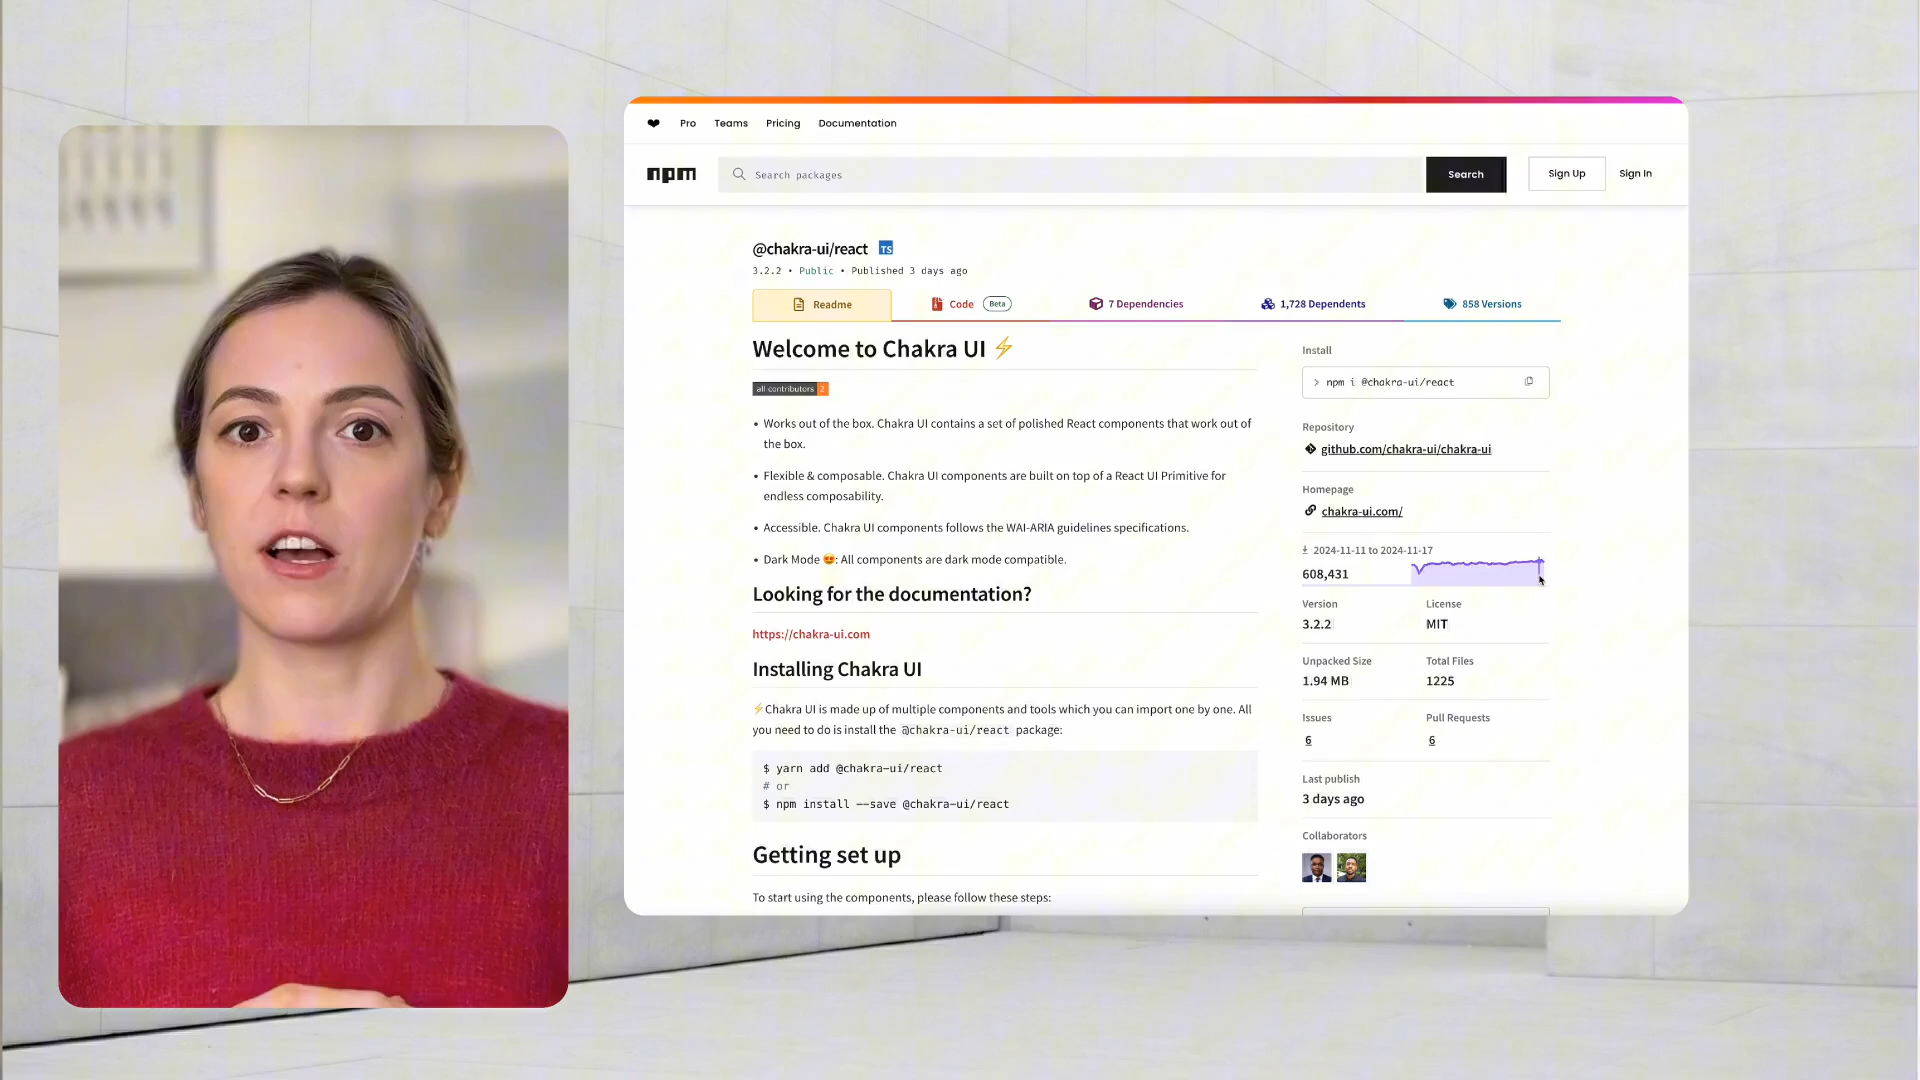 Pro Teams Pricing Documentation
npm Search packages Search Sign Up Sign In
@chakra-ui/react TS
3.2.2 • Public • Published 3 days ago
Readme Code Beta 7 Dependencies 1,728 Dependents 858 Versions
Welcome to Chakra UI ⚡
all contributors 2
• Works out of the box. Chakra UI contains a set of polished React components that work out of
the box.
• Flexible & composable. Chakra UI components are built on top of a React UI Primitive for
endless composability.
• Accessible. Chakra UI components follows the WAI-ARIA guidelines specifications.
• Dark Mode 😍: All components are dark mode compatible.
Looking for the documentation?
https://chakra-ui.com
Installing Chakra UI
⚡Chakra UI is made up of multiple components and tools which you can import one by one. All
you need to do is install the @chakra-ui/react package:
$ yarn add @chakra-ui/react
# or
$ npm install --save @chakra-ui/react
Getting set up
To start using the components, please follow these steps:
Install
> npm i @chakra-ui/react
Repository
github.com/chakra-ui/chakra-ui
Homepage
chakra-ui.com/
2024-11-11 to 2024-11-17
608,431
Version License
3.2.2 MIT
Unpacked Size Total Files
1.94 MB 1225
Issues Pull Requests
6 6
Last publish
3 days ago
Collaborators